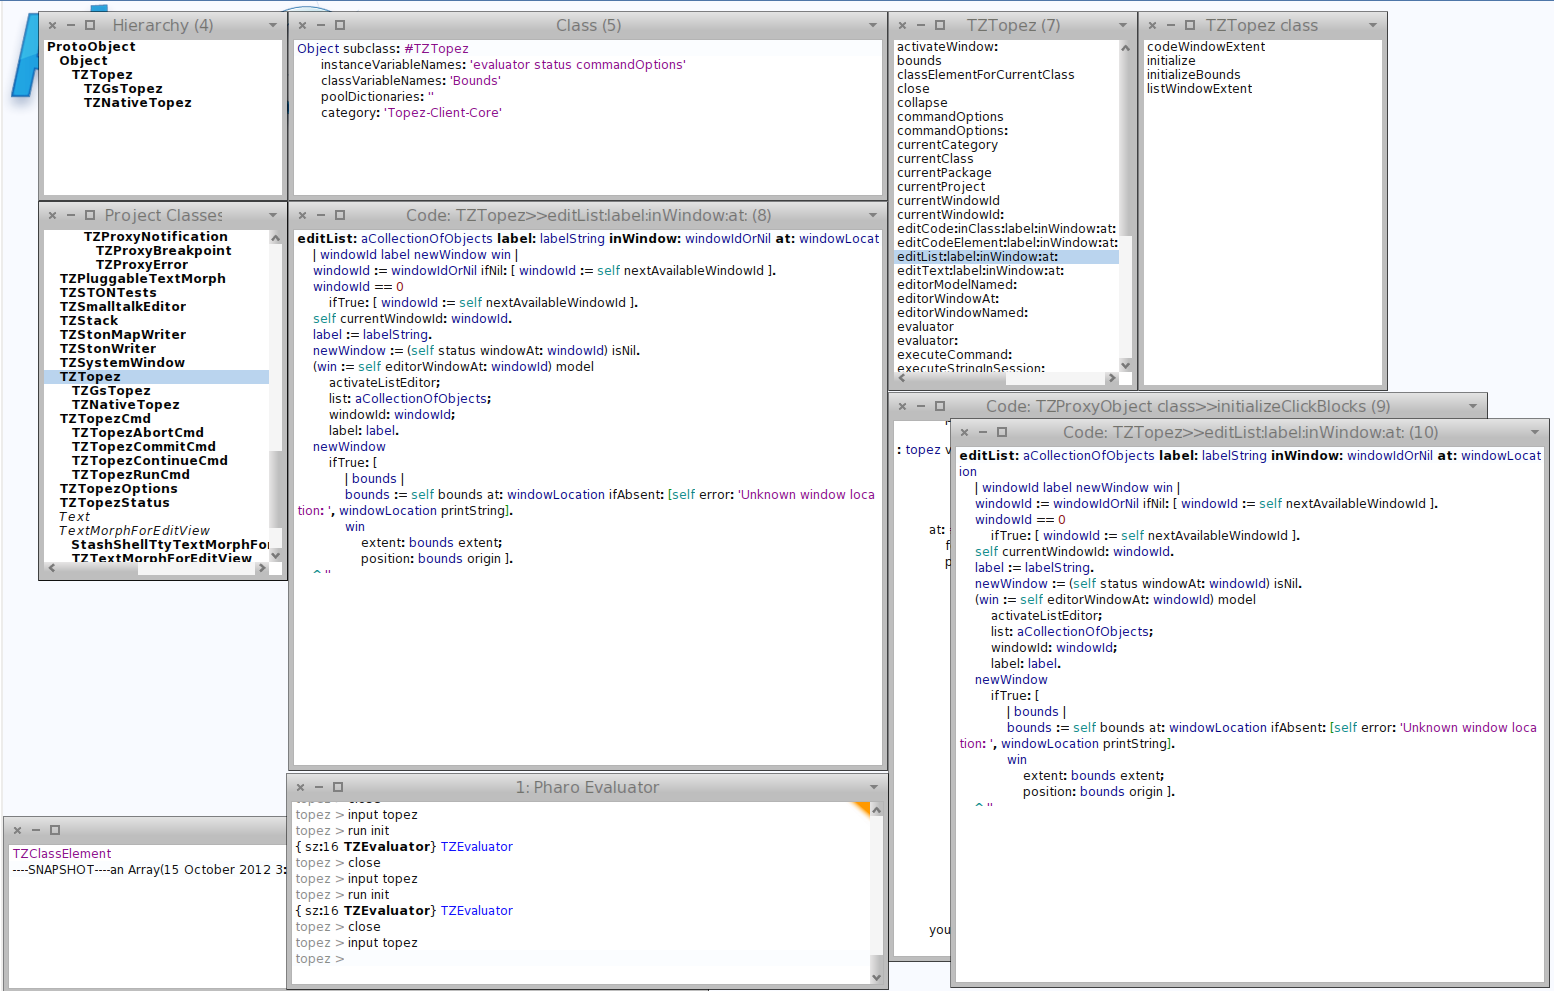 Hierarchy (4)
ProtoObject
Object
TZTopez
TZGsTopez
TZNativeTopez
Class (5)
Object subclass: #TZTopez
instanceVariableNames: 'evaluator status commandOptions'
classVariableNames: 'Bounds'
poolDictionaries: ''
category: 'Topez-Client-Core'
TZTopez (7)
activateWindow:
bounds
classElementForCurrentClass
close
collapse
commandOptions
commandOptions:
currentCategory
currentClass
currentPackage
currentProject
currentWindowId
currentWindowId:
editCode:inClass:label:inWindow:at:
editCodeElement:label:inWindow:at:
editList:label:inWindow:at:
editText:label:inWindow:at:
editorModelNamed:
editorWindowAt:
editorWindowNamed:
evaluator
evaluator:
executeCommand:
executeStringInSession:
TZTopez class
codeWindowExtent
initialize
initializeBounds
listWindowExtent
Project Classes
TZProxyNotification
TZProxyBreakpoint
TZProxyError
TZPluggableTextMorph
TZSTONTests
TZSmalltalkEditor
TZStack
TZStonMapWriter
TZStonWriter
TZSystemWindow
TZTopez
TZGsTopez
TZNativeTopez
TZTopezCmd
TZTopezAbortCmd
TZTopezCommitCmd
TZTopezContinueCmd
TZTopezRunCmd
TZTopezOptions
TZTopezStatus
Text
TextMorphForEditView
StashShellTtyTextMorphFor
TZTextMorphForEditView
Code: TZTopez>>editList:label:inWindow:at: (8)
editList: aCollectionOfObjects label: labelString inWindow: windowIdOrNil at: windowLocat
| windowId label newWindow win |
windowId := windowIdOrNil ifNil: [ windowId := self nextAvailableWindowId ].
windowId == 0
ifTrue: [ windowId := self nextAvailableWindowId ].
self currentWindowId: windowId.
label := labelString.
newWindow := (self status windowAt: windowId) isNil.
(win := self editorWindowAt: windowId) model
activateListEditor;
list: aCollectionOfObjects;
windowId: windowId;
label: label.
newWindow
ifTrue: [
| bounds |
bounds := self bounds at: windowLocation ifAbsent: [self error: 'Unknown window loca
tion: ', windowLocation printString].
win
extent: bounds extent;
position: bounds origin ].
^ ''
Code: TZProxyObject class>>initializeClickBlocks (9)
: topez v
at:
you
Code: TZTopez>>editList:label:inWindow:at: (10)
editList: aCollectionOfObjects label: labelString inWindow: windowIdOrNil at: windowLocat
ion
| windowId label newWindow win |
windowId := windowIdOrNil ifNil: [ windowId := self nextAvailableWindowId ].
windowId == 0
ifTrue: [ windowId := self nextAvailableWindowId ].
self currentWindowId: windowId.
label := labelString.
newWindow := (self status windowAt: windowId) isNil.
(win := self editorWindowAt: windowId) model
activateListEditor;
list: aCollectionOfObjects;
windowId: windowId;
label: label.
newWindow
ifTrue: [
| bounds |
bounds := self bounds at: windowLocation ifAbsent: [self error: 'Unknown window loca
tion: ', windowLocation printString].
win
extent: bounds extent;
position: bounds origin ].
^ ''
1: Pharo Evaluator
topez > close
topez > input topez
topez > run init
{ sz:16 TZEvaluator} TZEvaluator
topez > close
topez > input topez
topez > run init
{ sz:16 TZEvaluator} TZEvaluator
topez > close
topez > input topez
topez >
TZClassElement
----SNAPSHOT----an Array(15 October 2012 3: